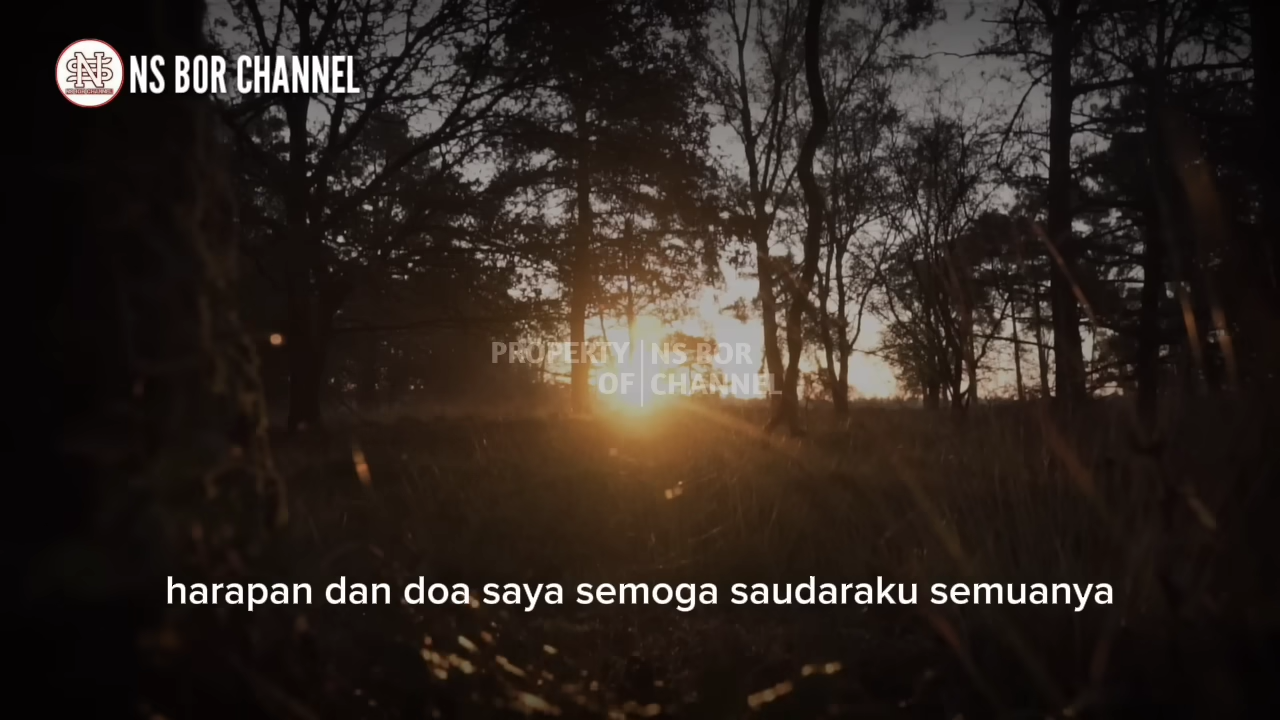 NS BOR CHANNEL
PROPERTY OF
NS BOR CHANNEL
harapan dan doa saya semoga saudaraku semuanya